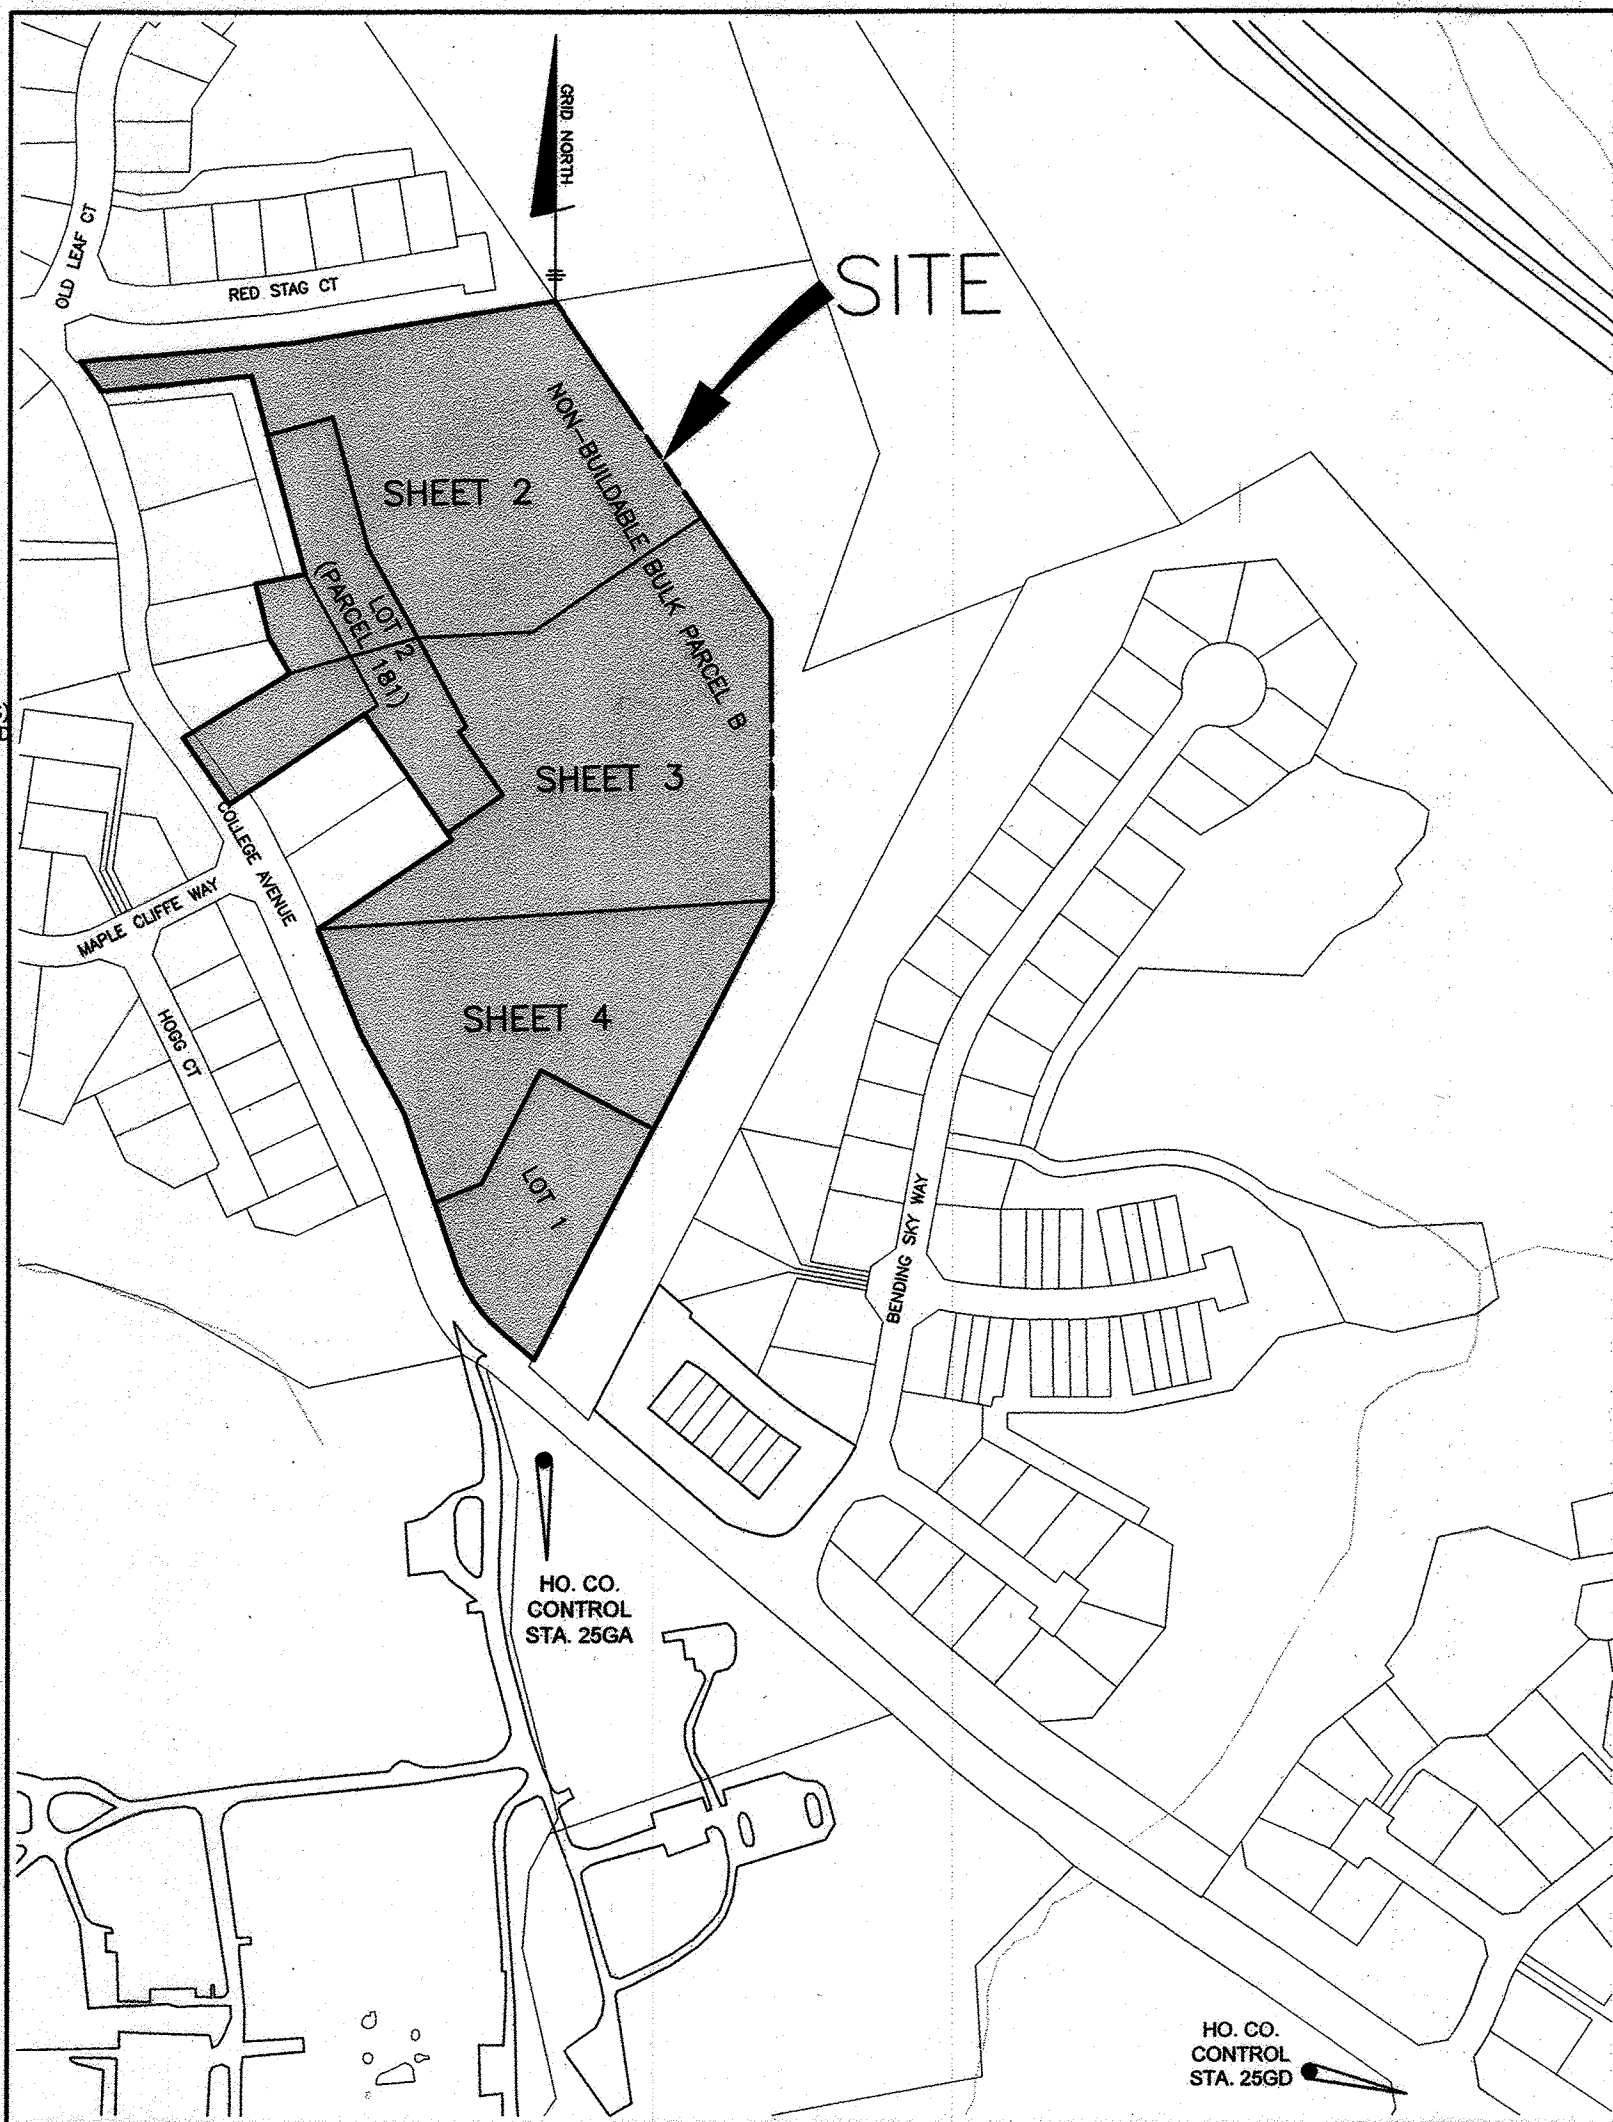 GRID NORTH
OLD LEAF CT
RED STAG CT
SITE
NON-BUILDABLE BULK PARCEL B
SHEET 2
LOT 2
(PARCEL 181)
SHEET 3
COLLEGE AVENUE
MAPLE CLIFFE WAY
HOGG CT
SHEET 4
LOT 1
BENDING SKY WAY
HO. CO.
CONTROL
STA. 25GA
HO. CO.
CONTROL
STA. 25GD